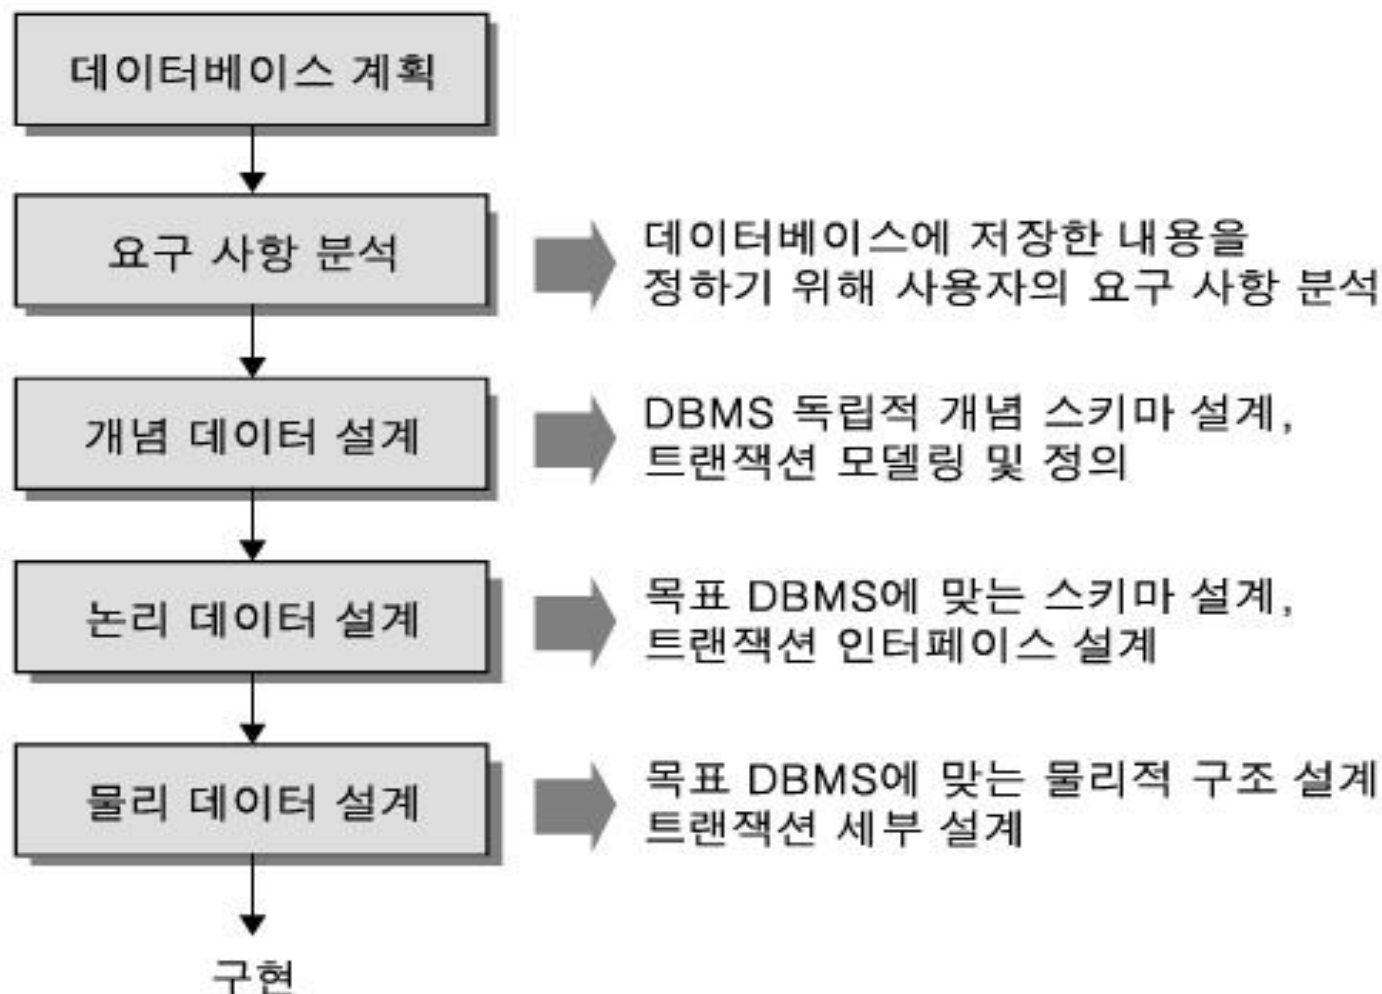 데이터베이스 계획
요구 사항 분석
데이터베이스에 저장한 내용을
정하기 위해 사용자의 요구 사항 분석
개념 데이터 설계
DBMS 독립적 개념 스키마 설계,
트랜잭션 모델링 및 정의
논리 데이터 설계
목표 DBMS에 맞는 스키마 설계,
트랜잭션 인터페이스 설계
물리 데이터 설계
목표 DBMS에 맞는 물리적 구조 설계
트랜잭션 세부 설계
구현